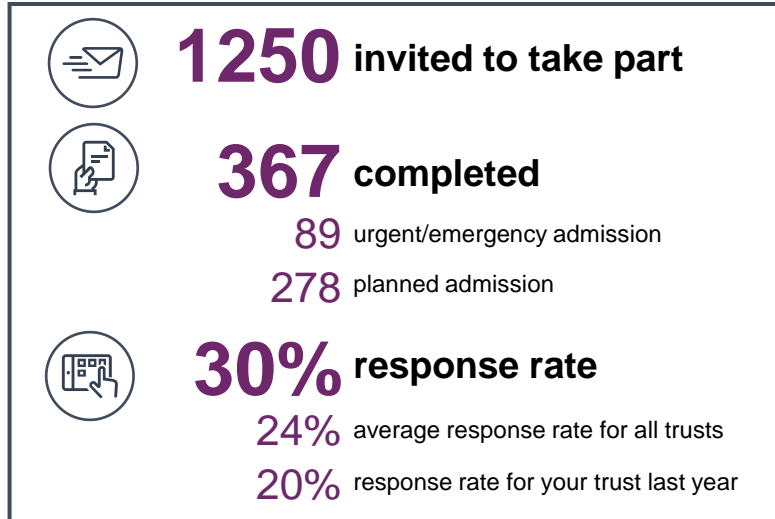 1250 invited to take part
367 completed
89 urgent/emergency admission
278 planned admission
30% response rate
24% average response rate for all trusts
20% response rate for your trust last year